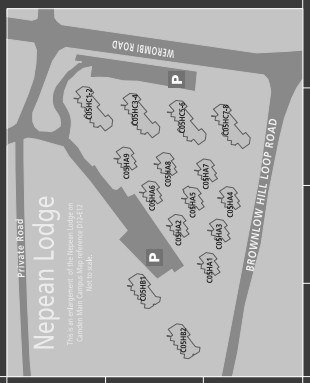 WEROMBI ROAD
P
C05HC1-2
C05HC3-4
C05HC5-6
C05HC7-8
C05HA9
C05HA8
C05HA7
C05HA6
C05HA5
C05HA4
C05HA2
C05HA3
C05HA1
P
C05HB1
C05HB2
BROWNLOW HILL LOOP ROAD
Private Road
Nepean Lodge
This is an enlargement of the Nepean Lodge on
Camden Main Campus Map reference D12-E12
Not to scale.